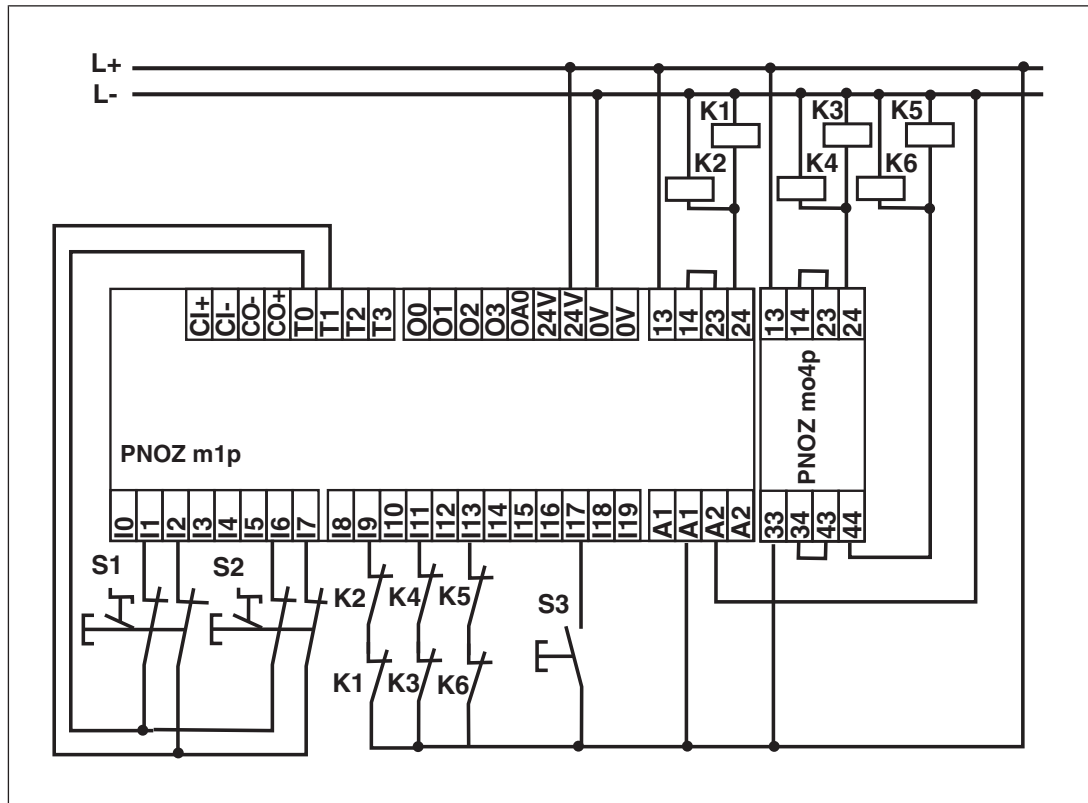 L+
L-
K1 K3 K5
K2 K4 K6
CI+ CI- CO- CO+ T0 T1 T2 T3 O0 O1 O2 O3 OA0 24V 24V 0V 0V 13 14 23 24 13 14 23 24
PNOZ m1p
PNOZ mo4p
I0 I1 I2 I3 I4 I5 I6 I7 I8 I9 I10 I11 I12 I13 I14 I15 I16 I17 I18 I19 A1 A1 A2 A2 33 34 43 44
S1 S2 K2 K4 K5 S3
K1 K3 K6